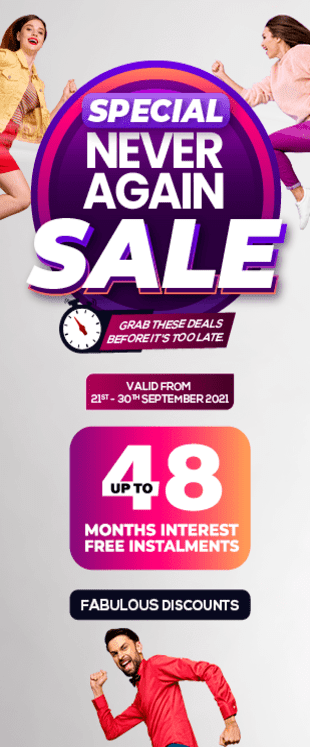 SPECIAL
NEVER
AGAIN
SALE
GRAB THESE DEALS
BEFORE IT'S TOO LATE.
VALID FROM
21ST - 30TH SEPTEMBER 2021
UP TO 48
MONTHS INTEREST
FREE INSTALMENTS
FABULOUS DISCOUNTS